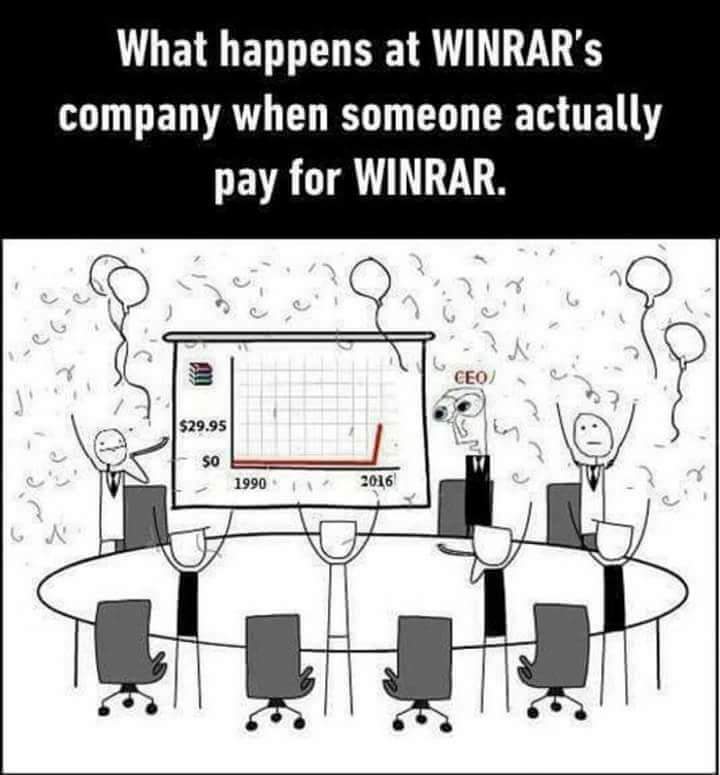 What happens at WINRAR's
company when someone actually
pay for WINRAR.
CEO
$29.95
$0
1990
2016